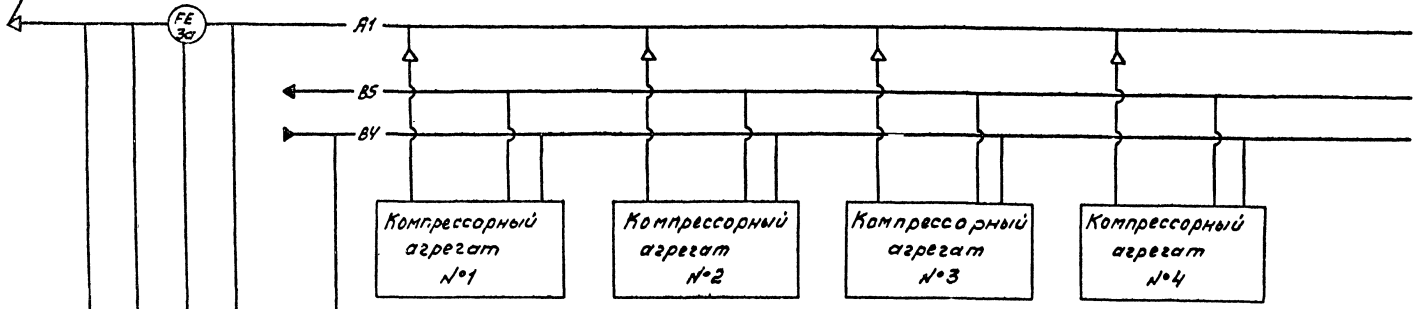 FE
3а
А1
В5
В4
Компрессорный
агрегат
№1
Компрессорный
агрегат
№2
Компрессорный
агрегат
№3
Компрессорный
агрегат
№4